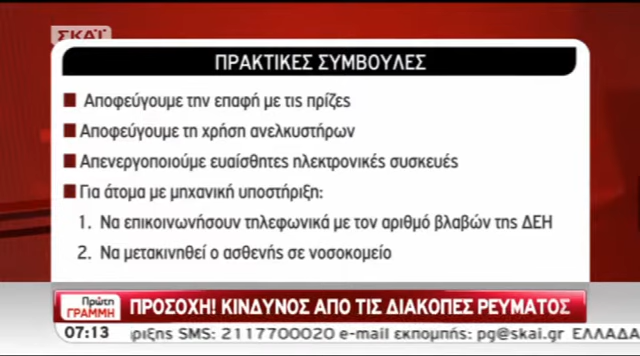 ΣΚΑΪ
ΠΡΑΚΤΙΚΕΣ ΣΥΜΒΟΥΛΕΣ
Αποφεύγουμε την επαφή με τις πρίζες
Αποφεύγουμε τη χρήση ανελκυστήρων
Απενεργοποιούμε ευαίσθητες ηλεκτρονικές συσκευές
Για άτομα με μηχανική υποστήριξη:
1. Να επικοινωνήσουν τηλεφωνικά με τον αριθμό βλαβών της ΔΕΗ
2. Να μετακινηθεί ο ασθενής σε νοσοκομείο
Πρώτη
ΓΡΑΜΜΗ
ΠΡΟΣΟΧΗ! ΚΙΝΔΥΝΟΣ ΑΠΟ ΤΙΣ ΔΙΑΚΟΠΕΣ ΡΕΥΜΑΤΟΣ
07:13 ριξης SMS: 2117700020 e-mail εκπομπής: pg@skai.gr ΕΛΛΑΔΑ